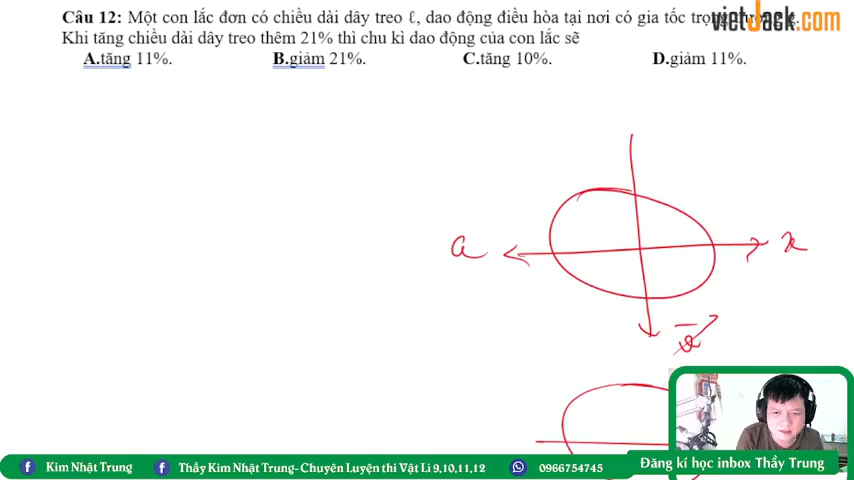 vietJack.com
Câu 12: Một con lắc đơn có chiều dài dây treo ℓ, dao động điều hòa tại nơi có gia tốc trọng trường g.
Khi tăng chiều dài dây treo thêm 21% thì chu kì dao động của con lắc sẽ
A.tăng 11%. B.giảm 21%. C.tăng 10%. D.giảm 11%.
a x
Kim Nhật Trung Thầy Kim Nhật Trung- Chuyên Luyện thi Vật Lí 9,10,11,12 0966754745 Đăng kí học inbox Thầy Trung